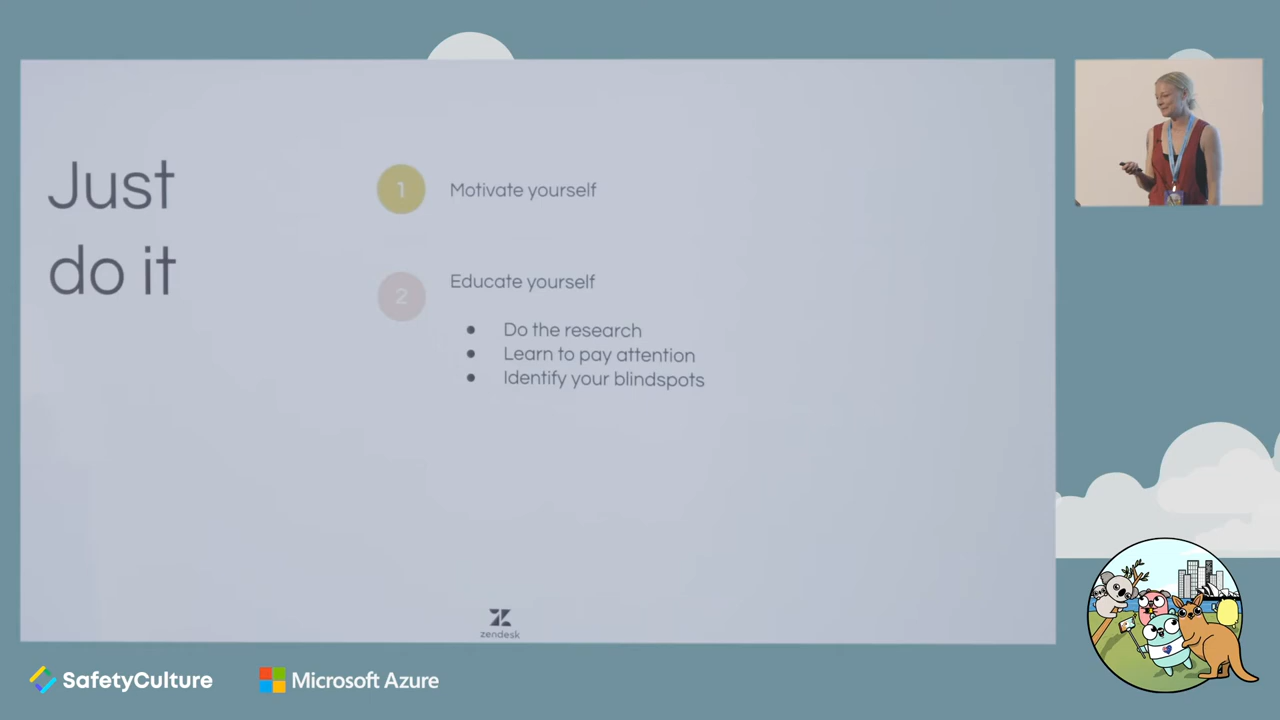 Just
do it
1
Motivate yourself
2
Educate yourself
● Do the research
● Learn to pay attention
● Identify your blindspots
zendesk
SafetyCulture
Microsoft Azure